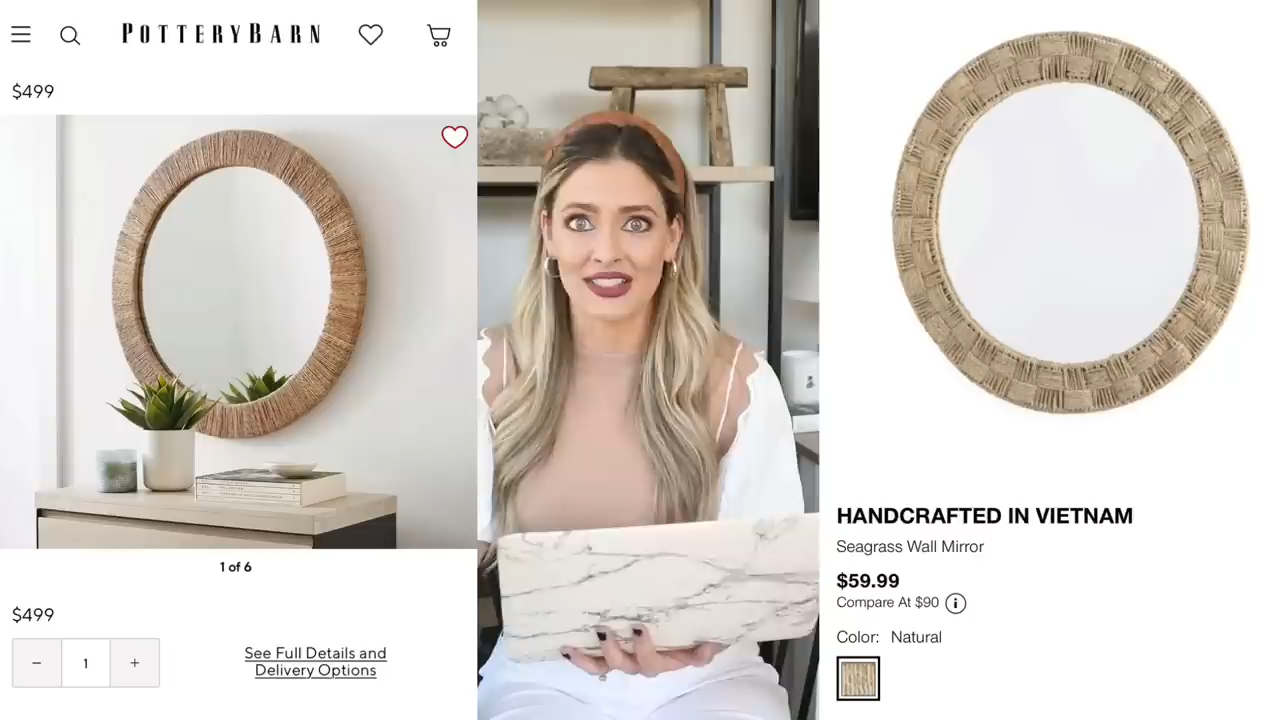 POTTERYBARN
$499
1 of 6
$499
− 1 +
See Full Details and
Delivery Options
HANDCRAFTED IN VIETNAM
Seagrass Wall Mirror
$59.99
Compare At $90 i
Color: Natural